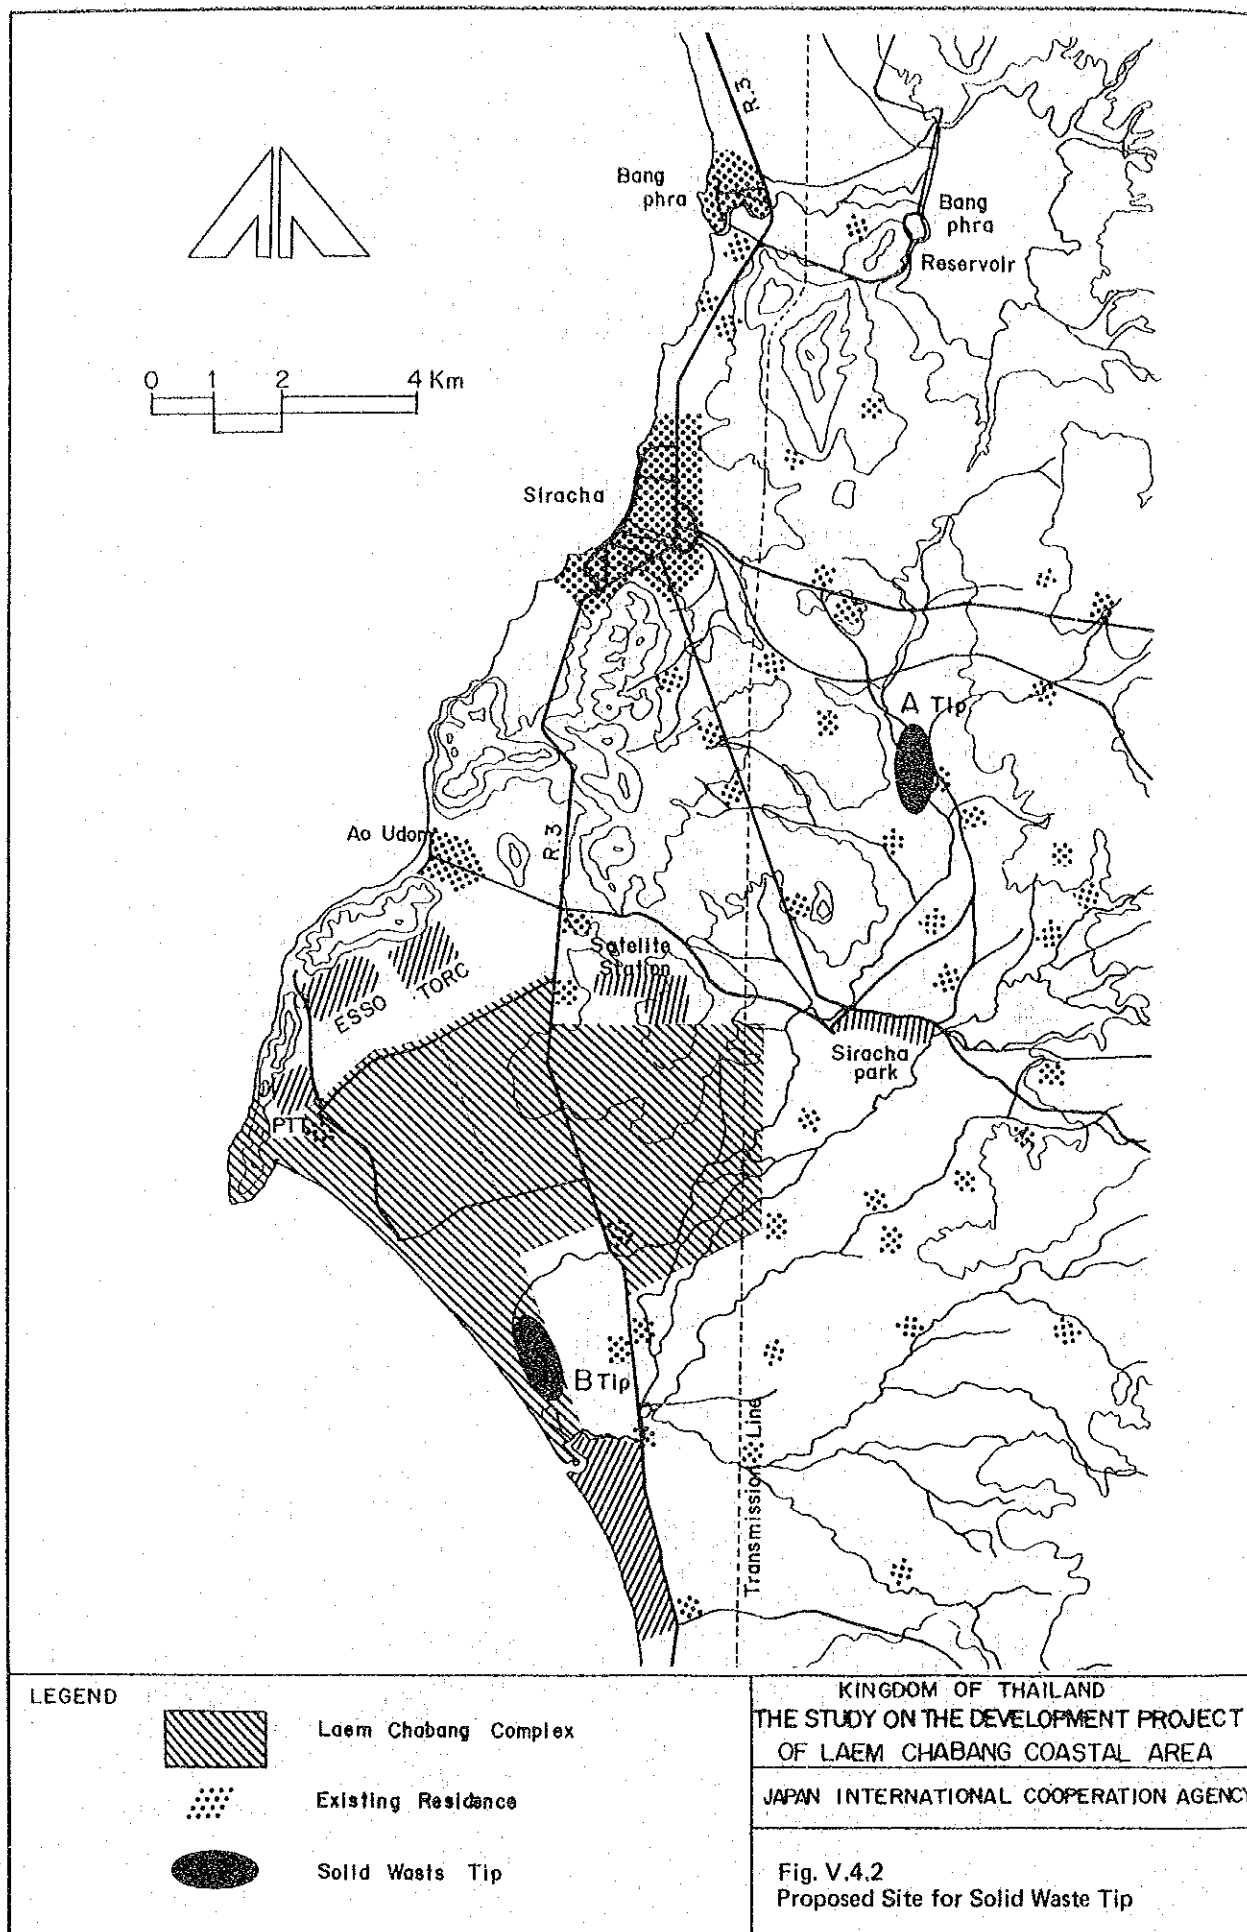 R.3
Bang
phra
Bang
phra
Reservoir
0 1 2 4 Km
Siracha
A Tip
Ao Udom
R.3
Satelite
Station
TORC
ESSO
Siracha
park
PTT
B Tip
Transmission Line
LEGEND
Laem Chabang Complex
Existing Residence
Solid Wasts Tip
KINGDOM OF THAILAND
THE STUDY ON THE DEVELOPMENT PROJECT
OF LAEM CHABANG COASTAL AREA
JAPAN INTERNATIONAL COOPERATION AGENCY
Fig. V.4.2
Proposed Site for Solid Waste Tip